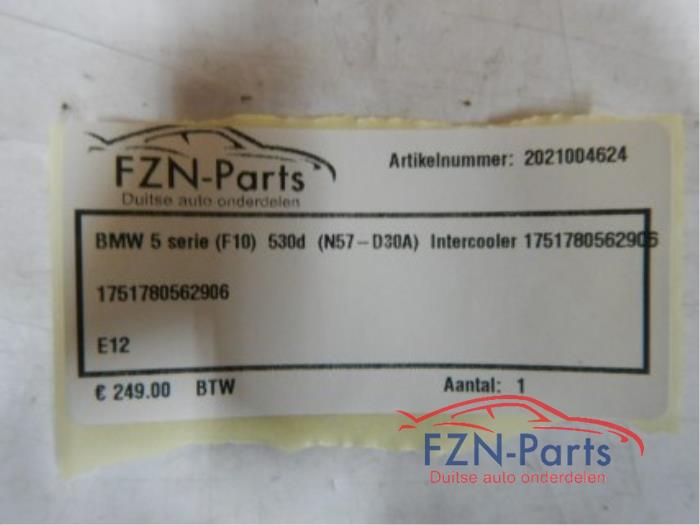 FZN-Parts
Duitse auto onderdelen
Artikelnummer: 2021004624
BMW 5 serie (F10) 530d (N57-D30A) Intercooler 1751780562906
1751780562906
E12
€ 249.00 BTW
Aantal: 1
FZN-Parts
Duitse auto onderdelen